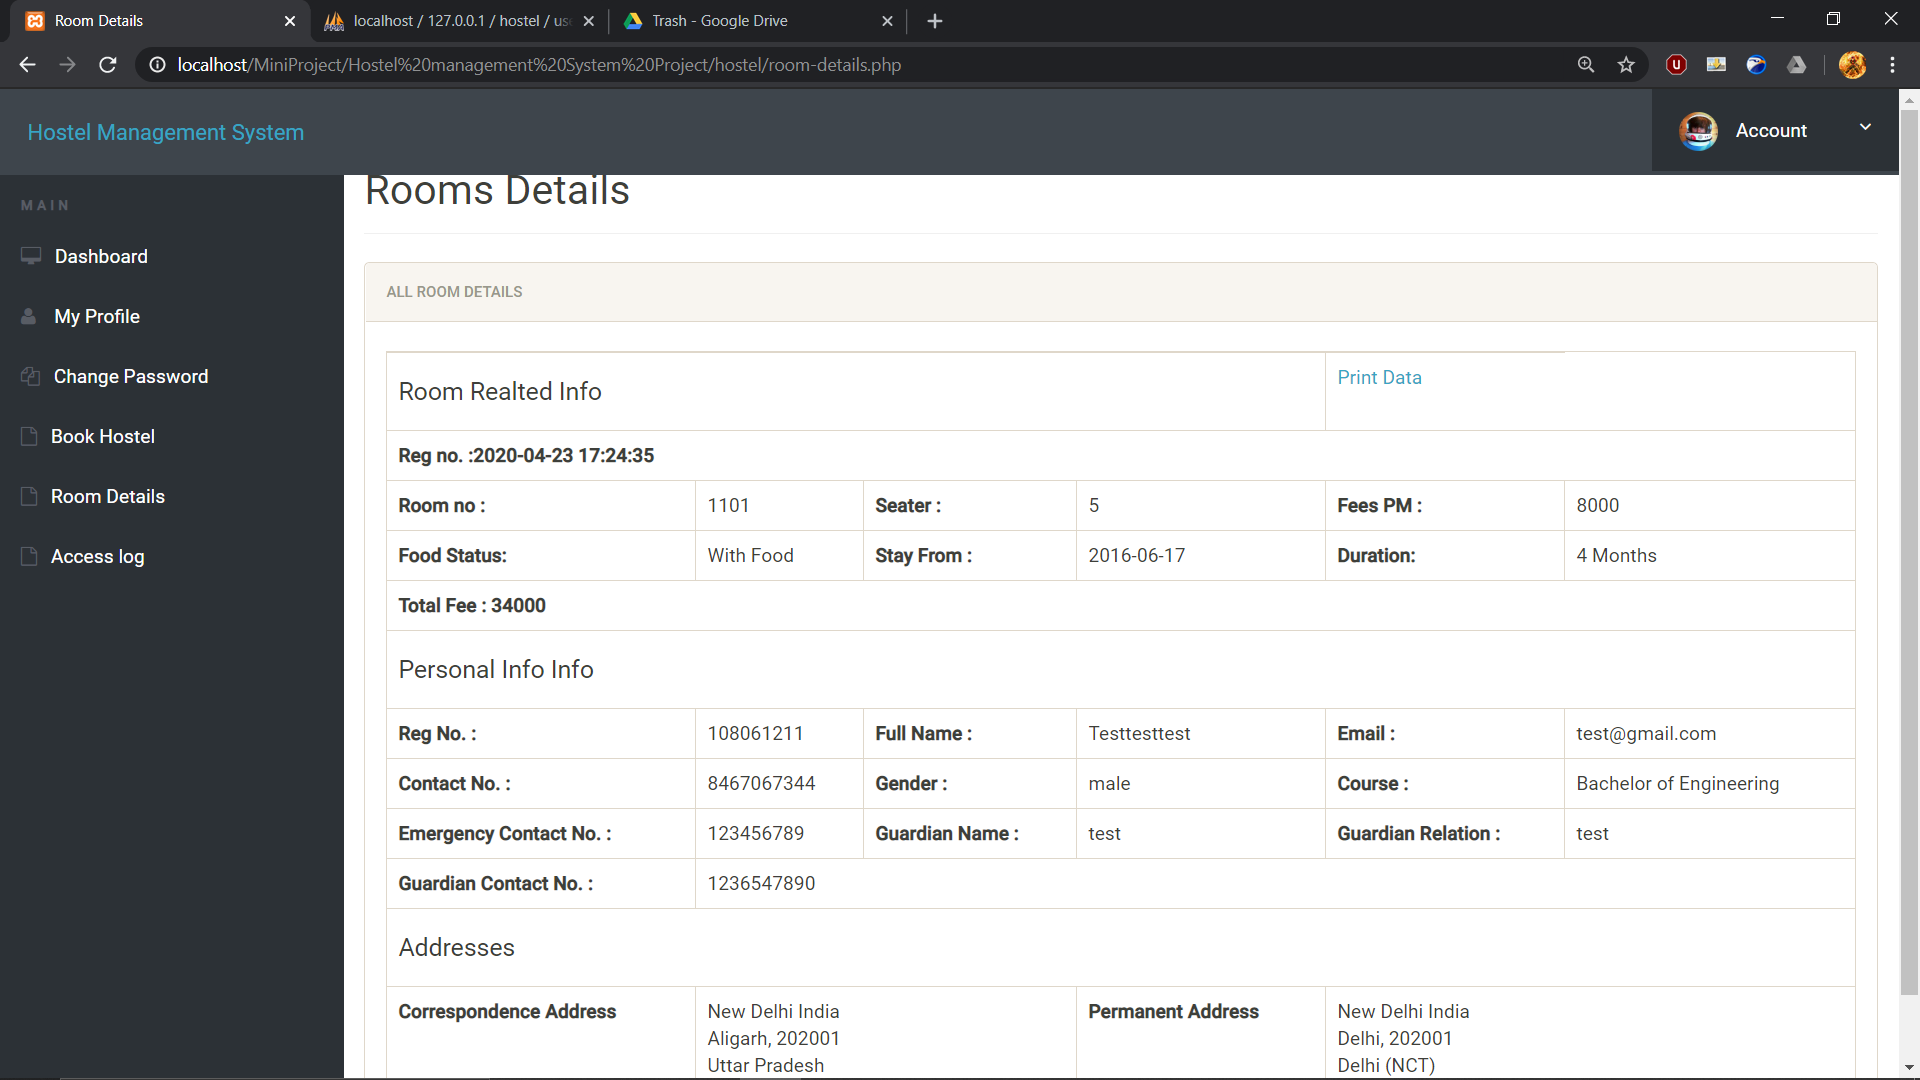 Room Details
localhost / 127.0.0.1 / hostel / us
Trash - Google Drive
localhost/MiniProject/Hostel%20management%20System%20Project/hostel/room-details.php
Hostel Management System
Account
MAIN
Dashboard
My Profile
Change Password
Book Hostel
Room Details
Access log
Rooms Details
ALL ROOM DETAILS
Room Realted Info Print Data
Reg no. :2020-04-23 17:24:35
Room no : 1101 Seater : 5 Fees PM : 8000
Food Status: With Food Stay From : 2016-06-17 Duration: 4 Months
Total Fee : 34000
Personal Info Info
Reg No. : 108061211 Full Name : Testtesttest Email : test@gmail.com
Contact No. : 8467067344 Gender : male Course : Bachelor of Engineering
Emergency Contact No. : 123456789 Guardian Name : test Guardian Relation : test
Guardian Contact No. : 1236547890
Addresses
Correspondence Address New Delhi India Permanent Address New Delhi India
Aligarh, 202001 Delhi, 202001
Uttar Pradesh Delhi (NCT)